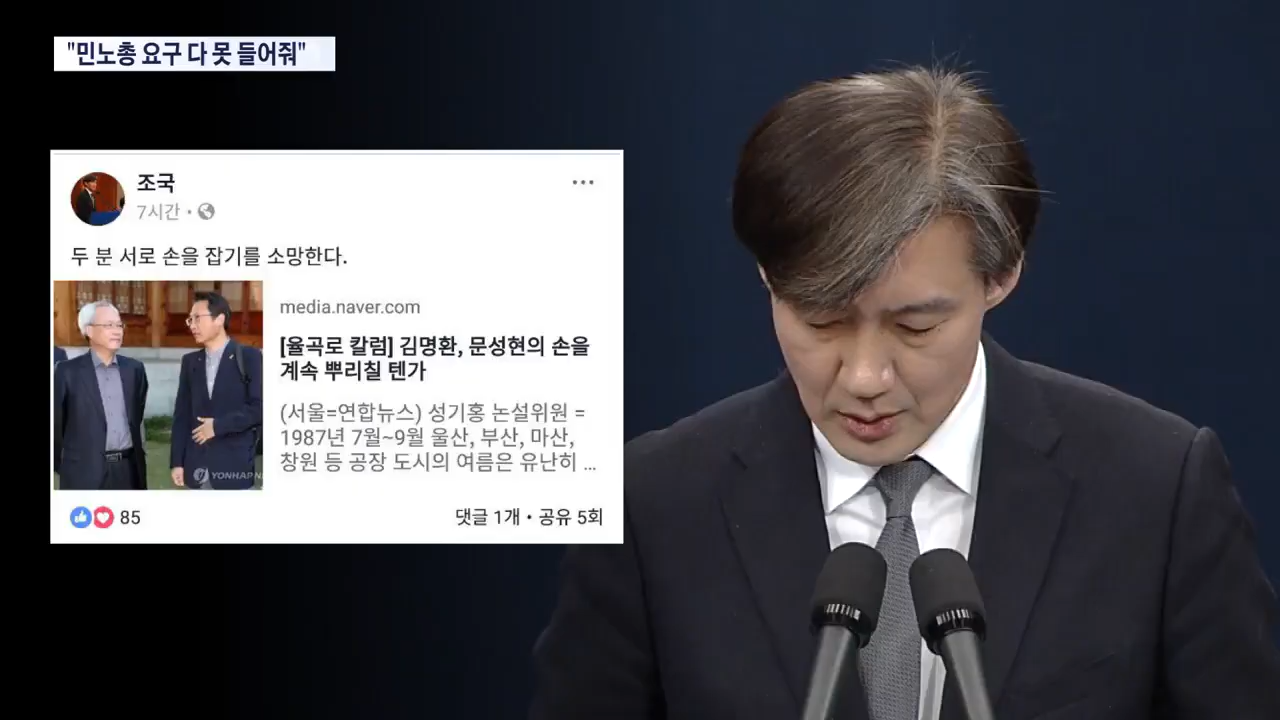 "민노총 요구 다 못 들어줘"
조국
7시간 •
두 분 서로 손을 잡기를 소망한다.
media.naver.com
[율곡로 칼럼] 김명환, 문성현의 손을
계속 뿌리칠 텐가
(서울=연합뉴스) 성기홍 논설위원 =
1987년 7월~9월 울산, 부산, 마산,
창원 등 공장 도시의 여름은 유난히 ...
YONHAPN
85
댓글 1개 • 공유 5회